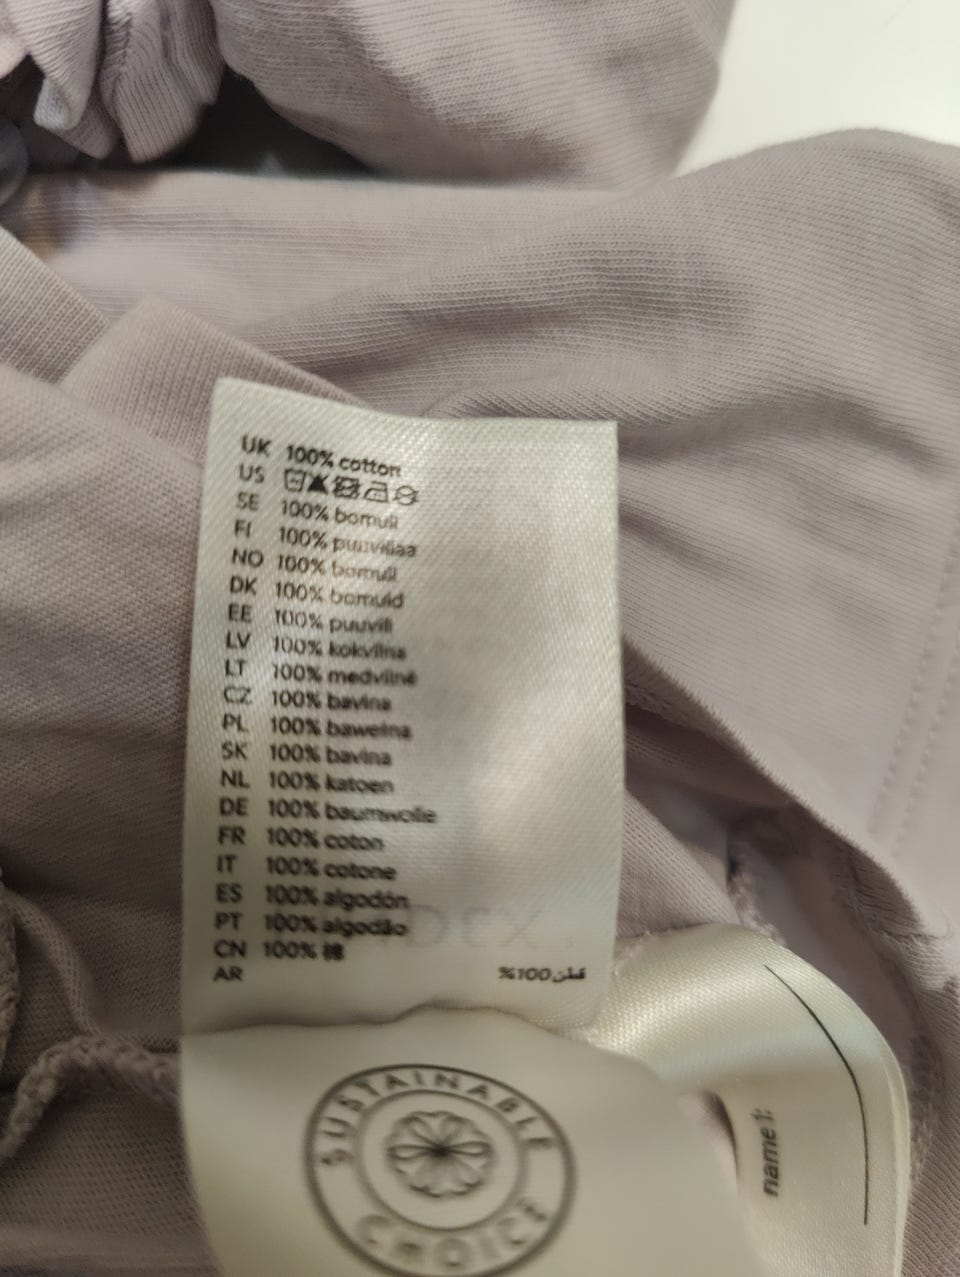 UK 100% cotton
US
SE 100% bomull
FI 100% puuvillaa
NO 100% bomull
DK 100% bomuld
EE 100% puuvill
LV 100% kokvilna
LT 100% medvilnė
CZ 100% bavlna
PL 100% bawełna
SK 100% bavlna
NL 100% katoen
DE 100% baumwolle
FR 100% coton
IT 100% cotone
ES 100% algodón
PT 100% algodão
CN 100% 棉
AR %100 قطن
DEX
SUSTAINABLE
CHOICE
name 1: